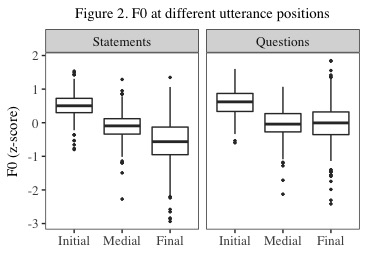 Figure 2. F0 at different utterance positions
Statements
Questions
F0 (z-score)
2
1
0
-1
-2
-3
Initial Medial Final
Initial Medial Final